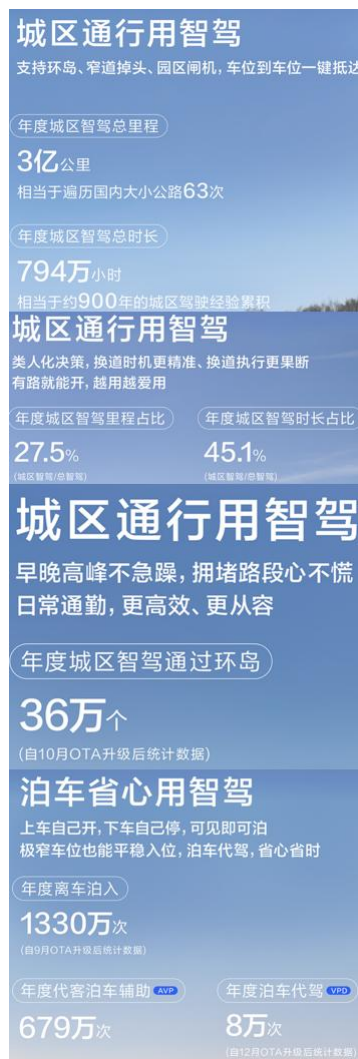 城区通行用智驾
支持环岛、窄道掉头、园区闸机，车位到车位一键抵达
年度城区智驾总里程
3亿公里
相当于遍历国内大小公路63次
年度城区智驾总时长
794万小时
相当于约900年的城区驾驶经验累积
城区通行用智驾
类人化决策，换道时机更精准、换道执行更果断
有路就能开，越用越爱用
年度城区智驾里程占比 年度城区智驾时长占比
27.5% 45.1%
(城区智驾/总智驾) (城区智驾/总智驾)
城区通行用智驾
早晚高峰不急躁，拥堵路段心不慌
日常通勤，更高效、更从容
年度城区智驾通过环岛
36万个
(自10月OTA升级后统计数据)
泊车省心用智驾
上车自己开，下车自己停，可见即可泊
极窄车位也能平稳入位，泊车代驾，省心省时
年度离车泊入
1330万次
(自9月OTA升级后统计数据)
年度代客泊车辅助 AVP 年度泊车代驾 VPD
679万次 8万次
(自12月OTA升级后统计数据)